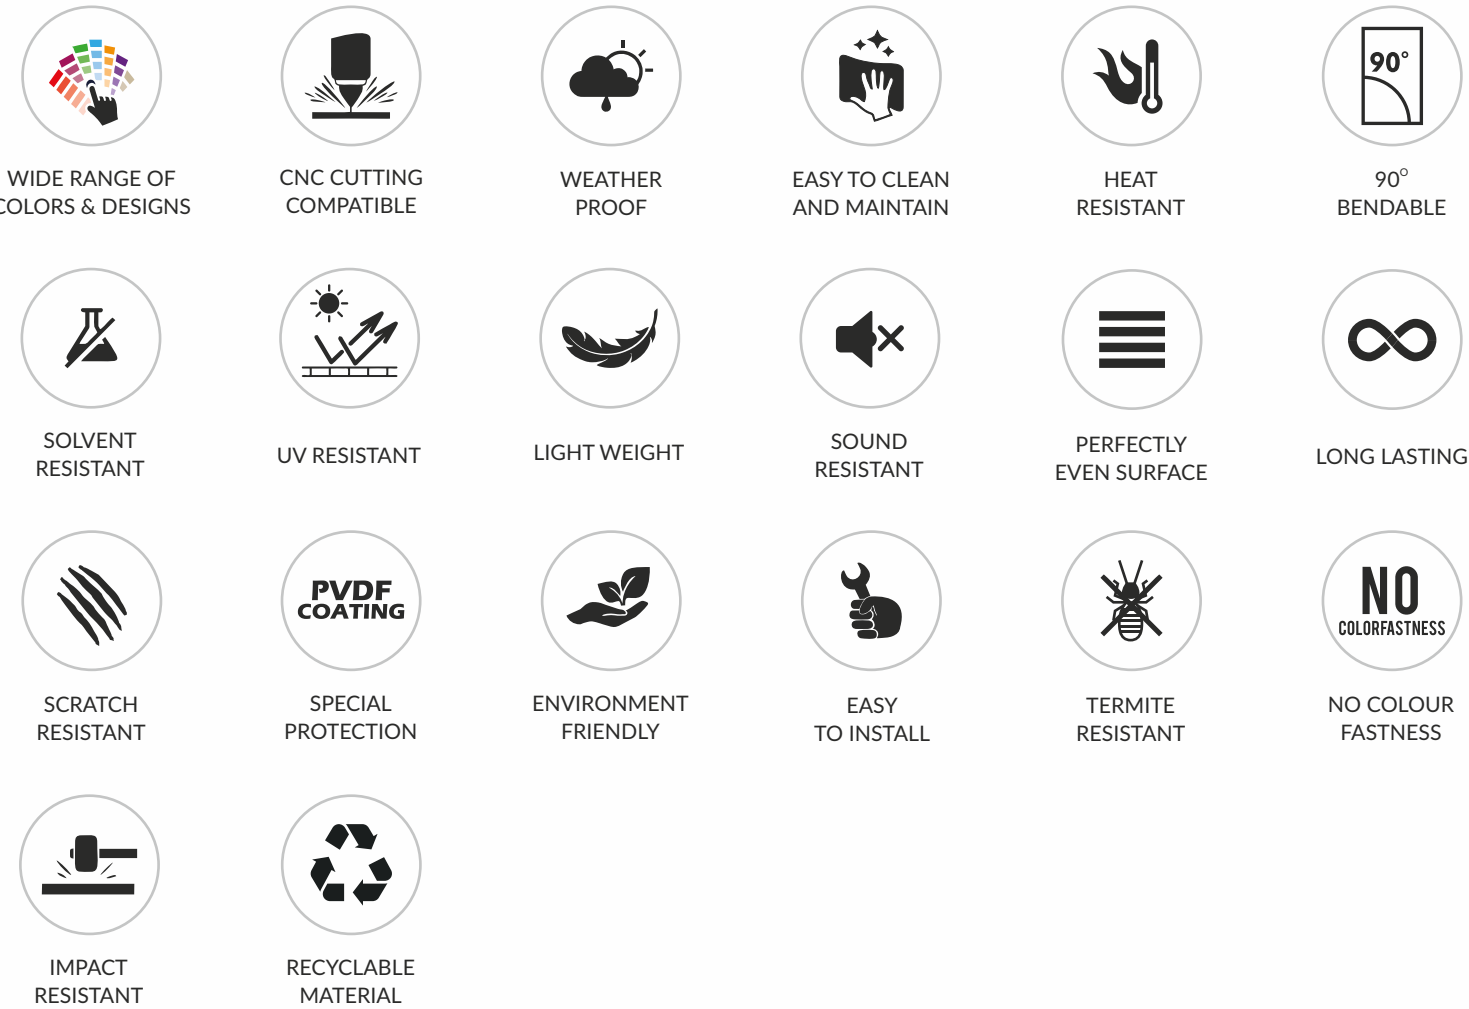 90°
WIDE RANGE OF
COLORS & DESIGNS
CNC CUTTING
COMPATIBLE
WEATHER
PROOF
EASY TO CLEAN
AND MAINTAIN
HEAT
RESISTANT
90°
BENDABLE
SOLVENT
RESISTANT
UV RESISTANT
LIGHT WEIGHT
SOUND
RESISTANT
PERFECTLY
EVEN SURFACE
LONG LASTING
SCRATCH
RESISTANT
PVDF
COATING
SPECIAL
PROTECTION
ENVIRONMENT
FRIENDLY
EASY
TO INSTALL
TERMITE
RESISTANT
NO
COLORFASTNESS
NO COLOUR
FASTNESS
IMPACT
RESISTANT
RECYCLABLE
MATERIAL